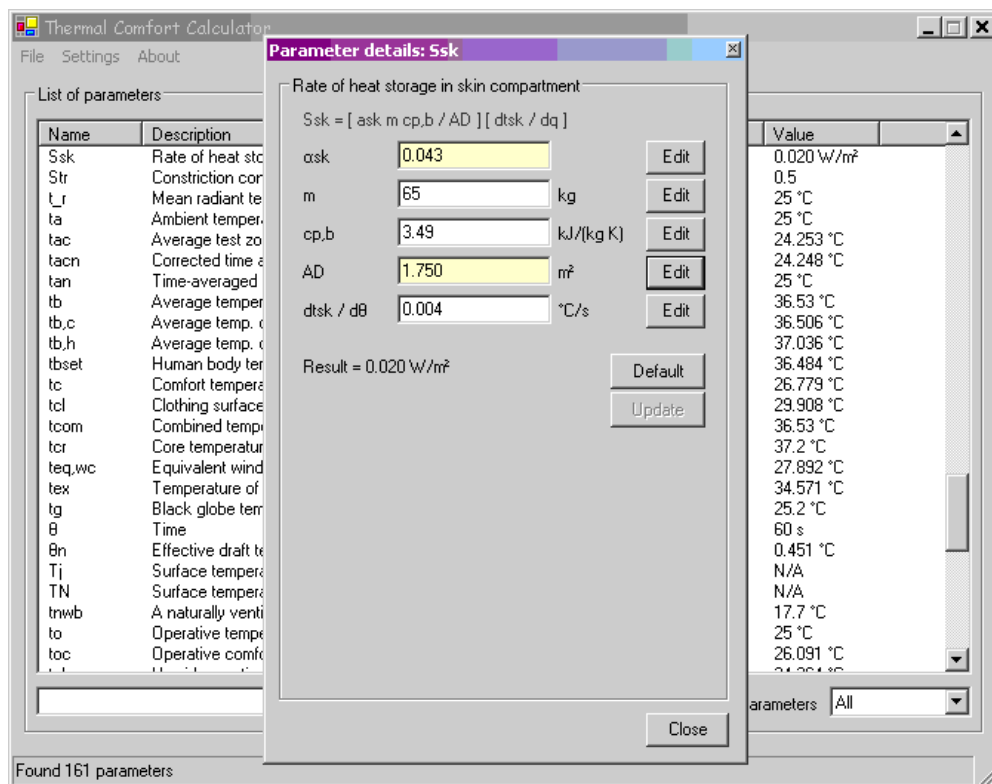 Thermal Comfort Calculator
File Settings About
List of parameters
Name Description Value
Ssk Rate of heat sto 0.020 W/m²
Str Constriction con 0.5
t_r Mean radiant te 25 °C
ta Ambient tempera 25 °C
tac Average test zo 24.253 °C
tacn Corrected time a 24.248 °C
tan Time-averaged 25 °C
tb Average temper 36.53 °C
tb,c Average temp. o 36.506 °C
tb,h Average temp. o 37.036 °C
tbset Human body ter 36.484 °C
tc Comfort tempera 26.779 °C
tcl Clothing surface 29.908 °C
tcom Combined tempe 36.53 °C
tcr Core temperatur 37.2 °C
teq,wc Equivalent wind 27.892 °C
tex Temperature of 34.571 °C
tg Black globe tem 25.2 °C
θ Time 60 s
θn Effective draft te 0.451 °C
Tj Surface tempera N/A
TN Surface tempera N/A
tnwb A naturally venti 17.7 °C
to Operative tempe 25 °C
toc Operative comfo 26.091 °C
arameters All
Found 161 parameters
Parameter details: Ssk
Rate of heat storage in skin compartment
Ssk = [ ask m cp,b / AD ] [ dtsk / dq ]
αsk 0.043 Edit
m 65 kg Edit
cp,b 3.49 kJ/(kg K) Edit
AD 1.750 m² Edit
dtsk / dθ 0.004 °C/s Edit
Result = 0.020 W/m² Default
Update
Close